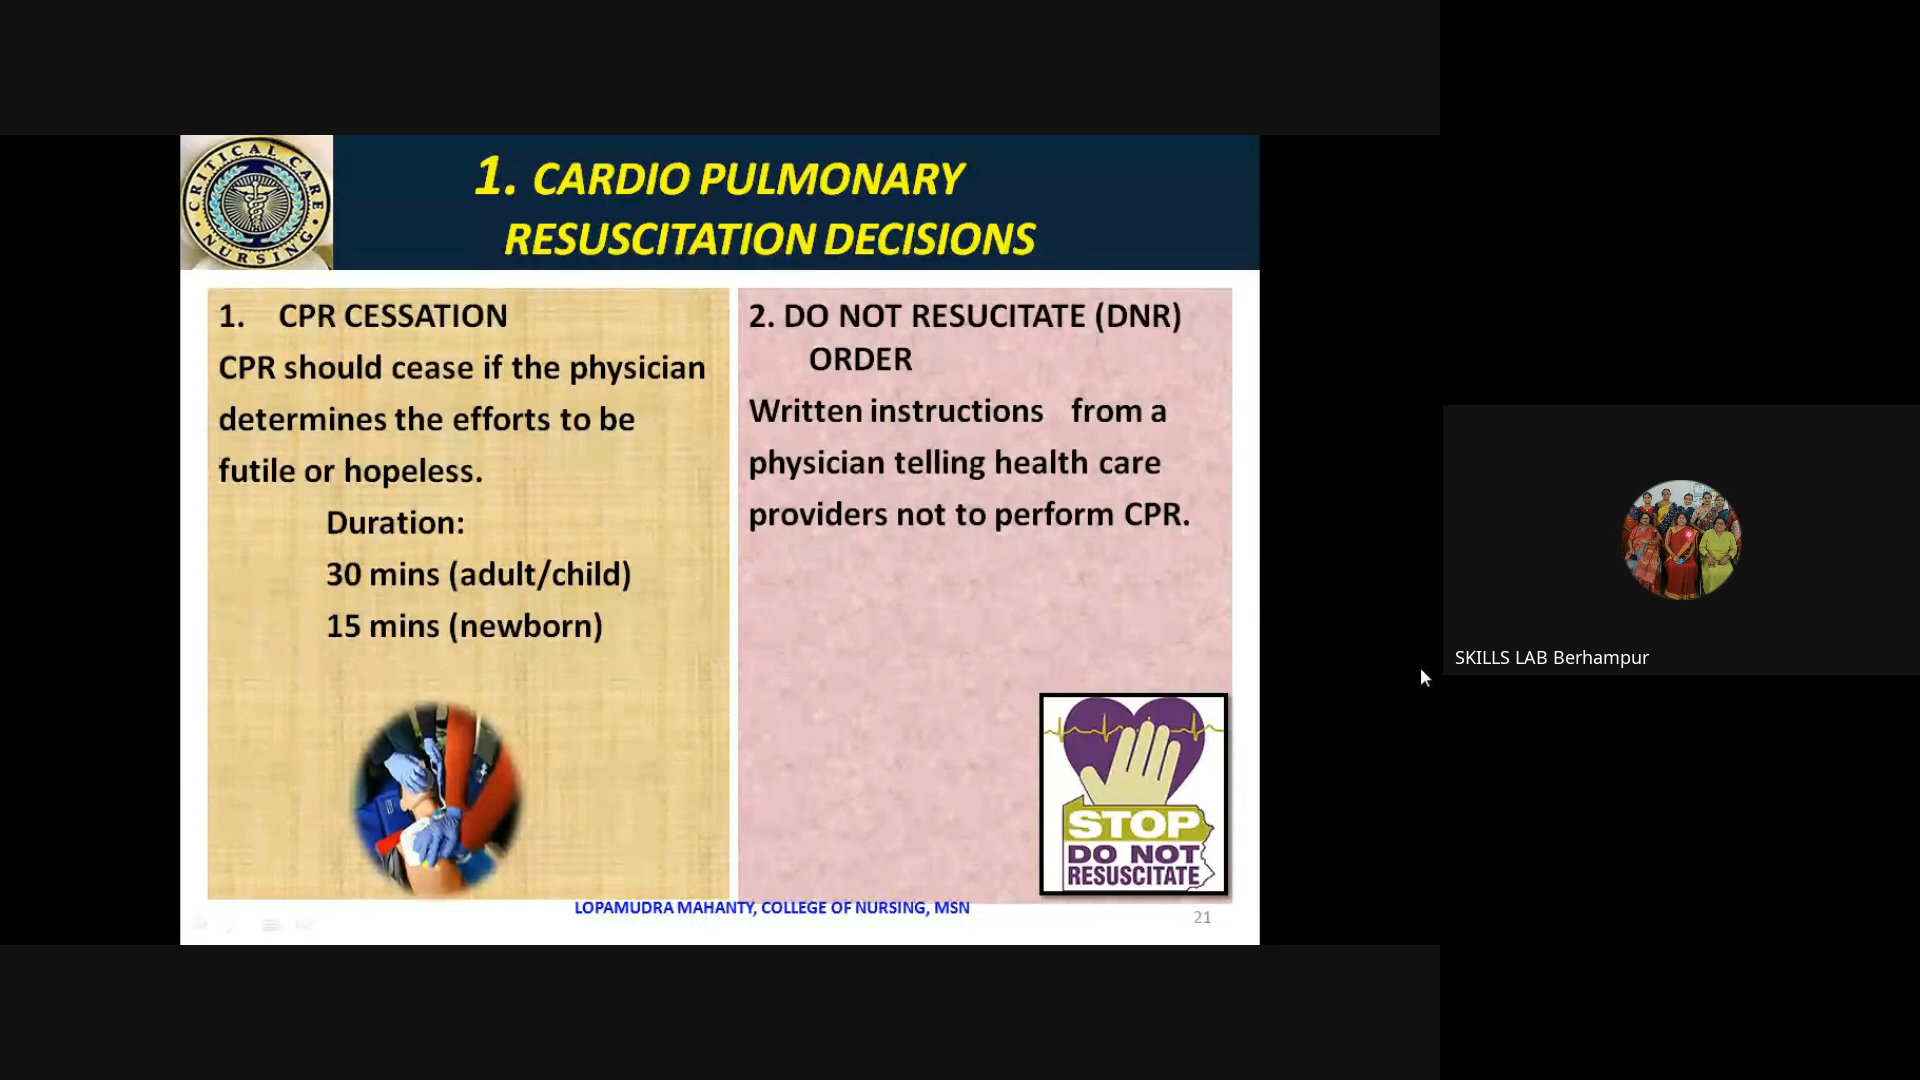 CRITICAL CARE
NURSING
1. CARDIO PULMONARY
RESUSCITATION DECISIONS
1. CPR CESSATION
CPR should cease if the physician
determines the efforts to be
futile or hopeless.
Duration:
30 mins (adult/child)
15 mins (newborn)
2. DO NOT RESUCITATE (DNR)
ORDER
Written instructions from a
physician telling health care
providers not to perform CPR.
STOP
DO NOT
RESUSCITATE
LOPAMUDRA MAHANTY, COLLEGE OF NURSING, MSN
21
SKILLS LAB Berhampur